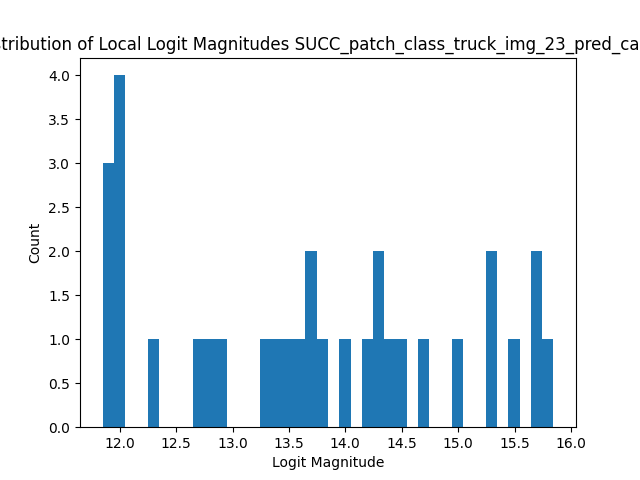 tribution of Local Logit Magnitudes SUCC_patch_class_truck_img_23_pred_ca
4.0
3.5
3.0
2.5
2.0
1.5
1.0
0.5
0.0
Count
12.0 12.5 13.0 13.5 14.0 14.5 15.0 15.5 16.0
Logit Magnitude